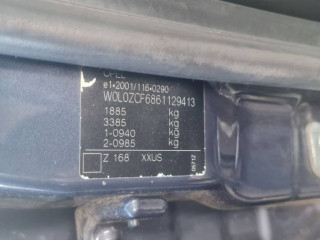 OPEL
e1*2001/116*0290
W0L0ZCF6861129413
1885 kg
3385 kg
1-0940 kg
2-0985 kg
Z 168 XXUS